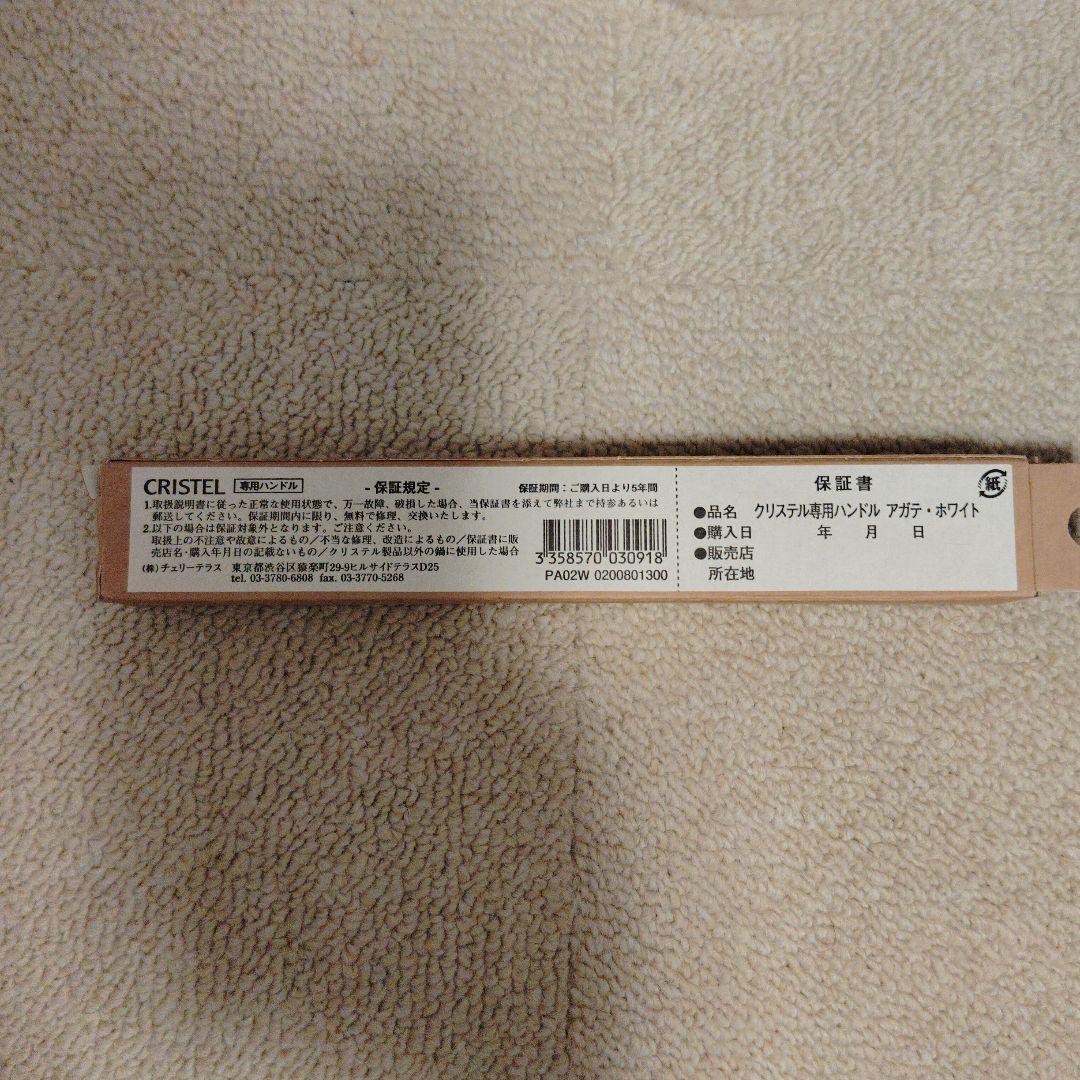 CRISTEL 専用ハンドル - 保証規定 - 保証期間：ご購入日より5年間
1.取扱説明書に従った正常な使用状態で、万一故障、破損した場合、当保証書を添えて弊社まで持参あるいは
郵送してください。保証期間内に限り、無料で修理、交換いたします。
2.以下の場合は保証対象外となります。ご注意ください。
取扱上の不注意や故意によるもの／不当な修理、改造によるもの／保証書に販
売店名・購入年月日の記載ないもの／クリステル製品以外の鍋に使用した場合
(株)チェリーテラス 東京都渋谷区猿楽町29-9ヒルサイドテラスD25
tel. 03-3780-6808 fax. 03-3770-5268
3 358570 030918
PA02W 0200801300
保証書
紙
●品名 クリステル専用ハンドル アガテ・ホワイト
●購入日 年 月 日
●販売店
所在地